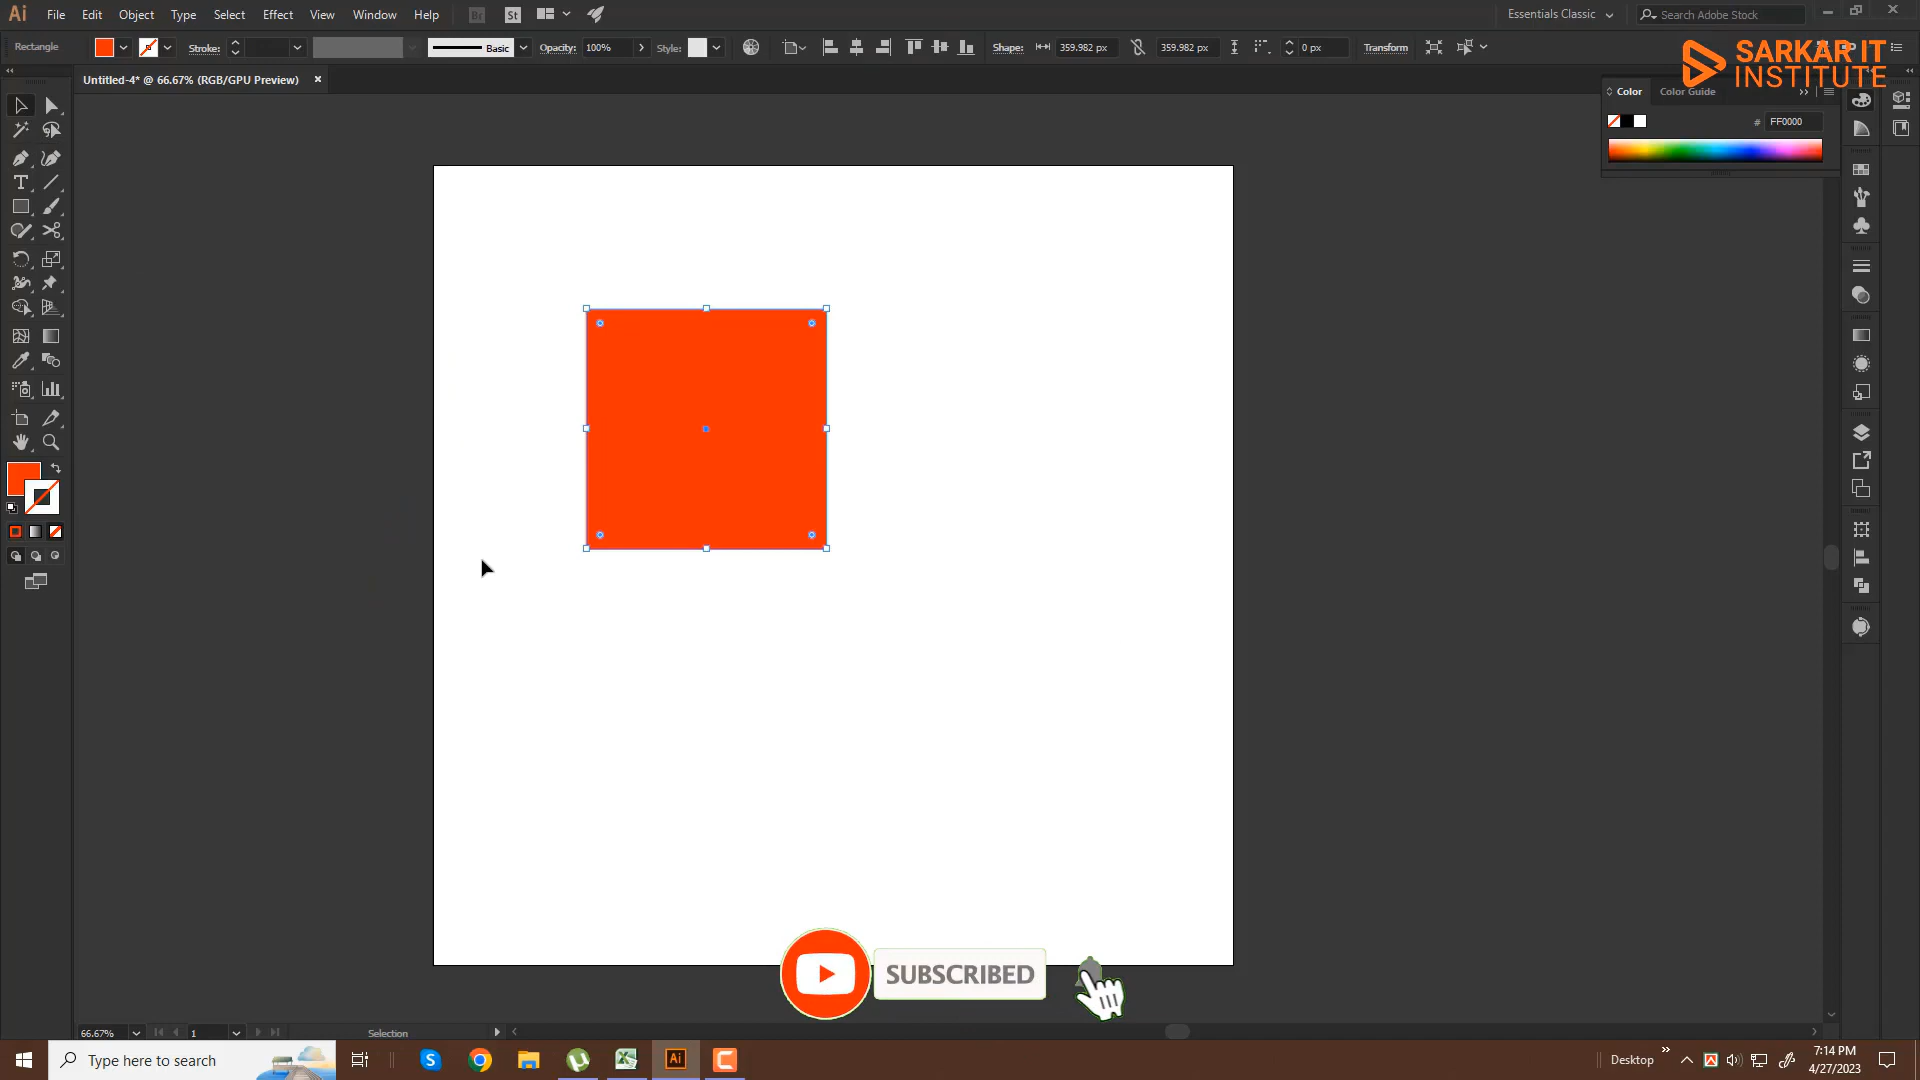 Ai File Edit Object Type Select Effect View Window Help Br St Essentials Classic Search Adobe Stock
Rectangle Stroke: Basic Opacity: 100% Style: Shape: 359.982 px 359.982 px 0 px Transform
SARKAR IT
INSTITUTE
Untitled-4* @ 66.67% (RGB/GPU Preview) ×
Color Color Guide
# FF0000
T
SUBSCRIBED
66.67% 1 Selection
Type here to search
S
Ai
C
Desktop
7:14 PM
4/27/2023